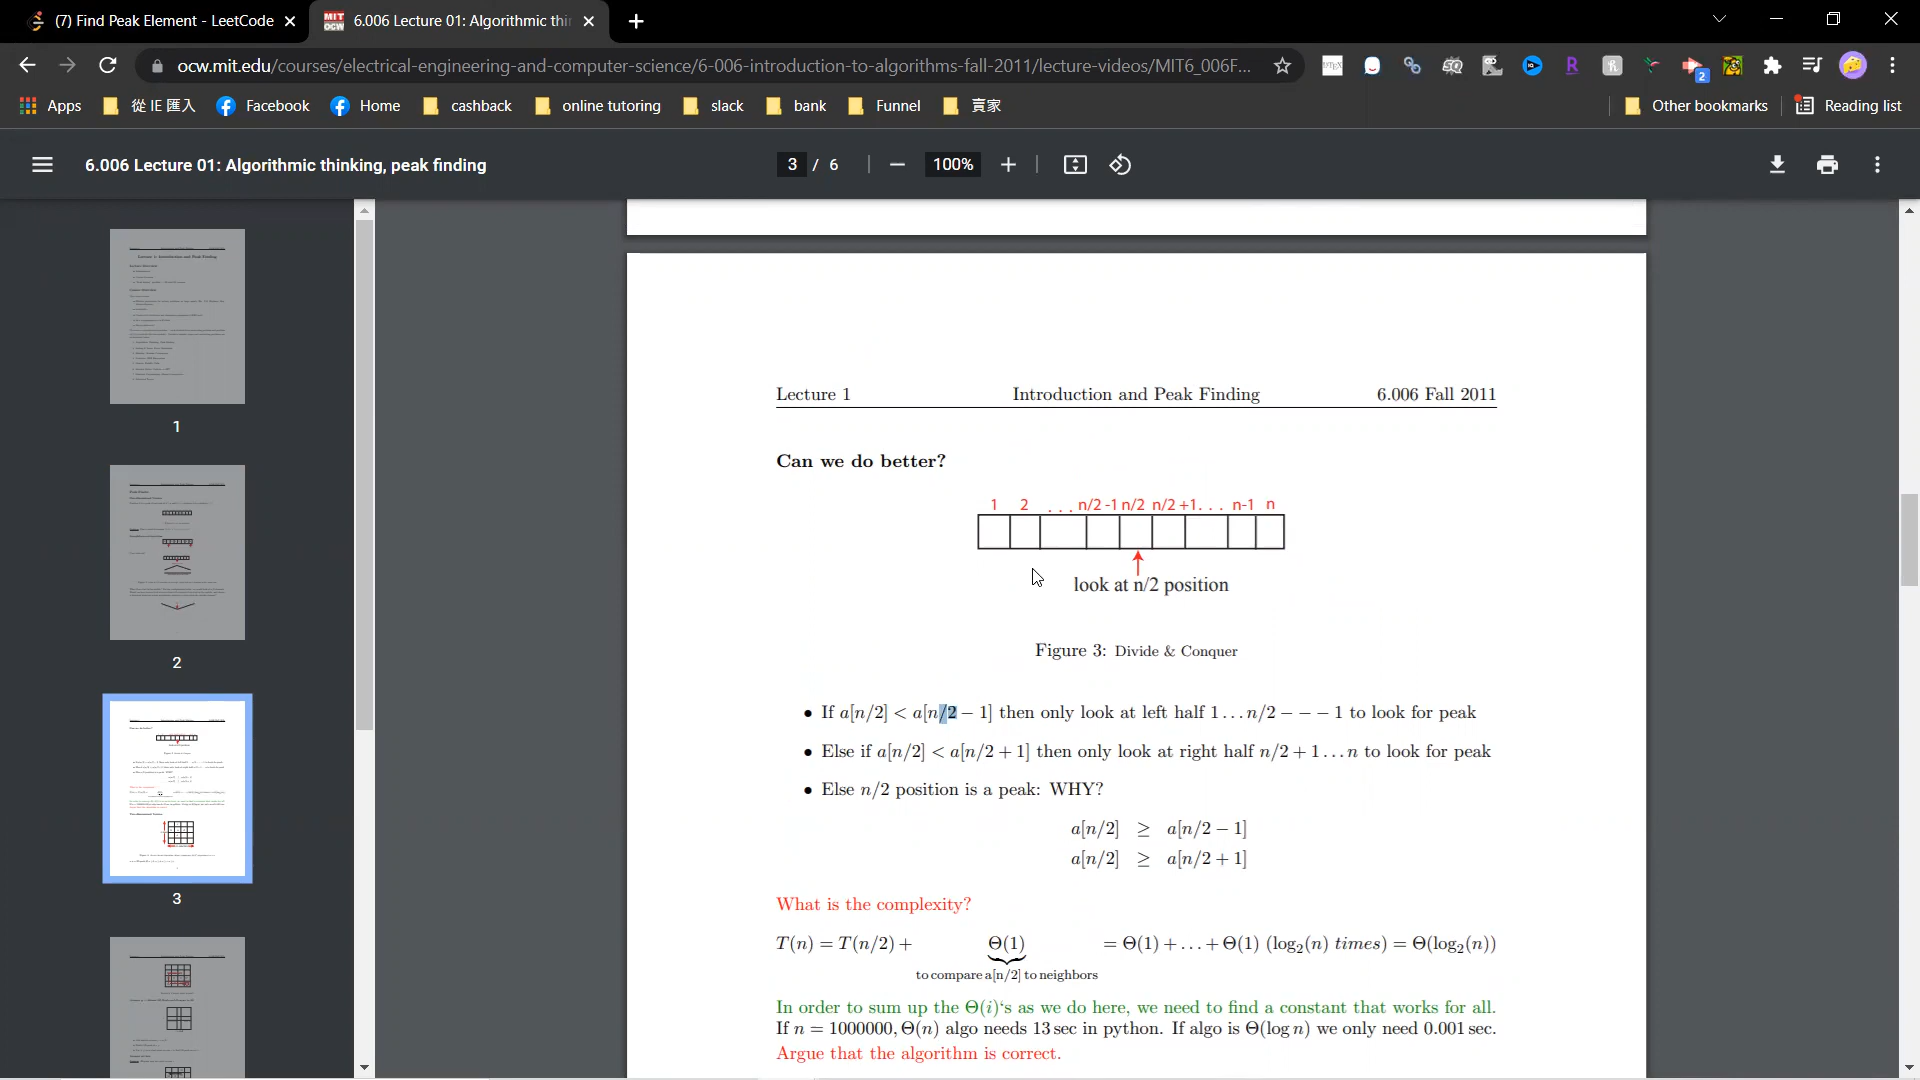 (7) Find Peak Element - LeetCode
6.006 Lecture 01: Algorithmic thi
ocw.mit.edu/courses/electrical-engineering-and-computer-science/6-006-introduction-to-algorithms-fall-2011/lecture-videos/MIT6_006F...
Apps 從 IE 匯入 Facebook Home cashback online tutoring slack bank Funnel 賣家 Other bookmarks Reading list
6.006 Lecture 01: Algorithmic thinking, peak finding 3 / 6 100%
1
2
3
Lecture 1 Introduction and Peak Finding 6.006 Fall 2011
Can we do better?
1 2 . . . n/2 -1 n/2 n/2 +1. . . n-1 n
look at n/2 position
Figure 3: Divide & Conquer
• If a[n/2] < a[n/2 − 1] then only look at left half 1 . . . n/2 − − − 1 to look for peak
• Else if a[n/2] < a[n/2 + 1] then only look at right half n/2 + 1 . . . n to look for peak
• Else n/2 position is a peak: WHY?
a[n/2] ≥ a[n/2 − 1]
a[n/2] ≥ a[n/2 + 1]
What is the complexity?
T(n) = T(n/2) + Θ(1) = Θ(1) + . . . + Θ(1) (log₂(n) times) = Θ(log₂(n))
to compare a[n/2] to neighbors
In order to sum up the Θ(i)‘s as we do here, we need to find a constant that works for all.
If n = 1000000, Θ(n) algo needs 13 sec in python. If algo is Θ(log n) we only need 0.001 sec.
Argue that the algorithm is correct.